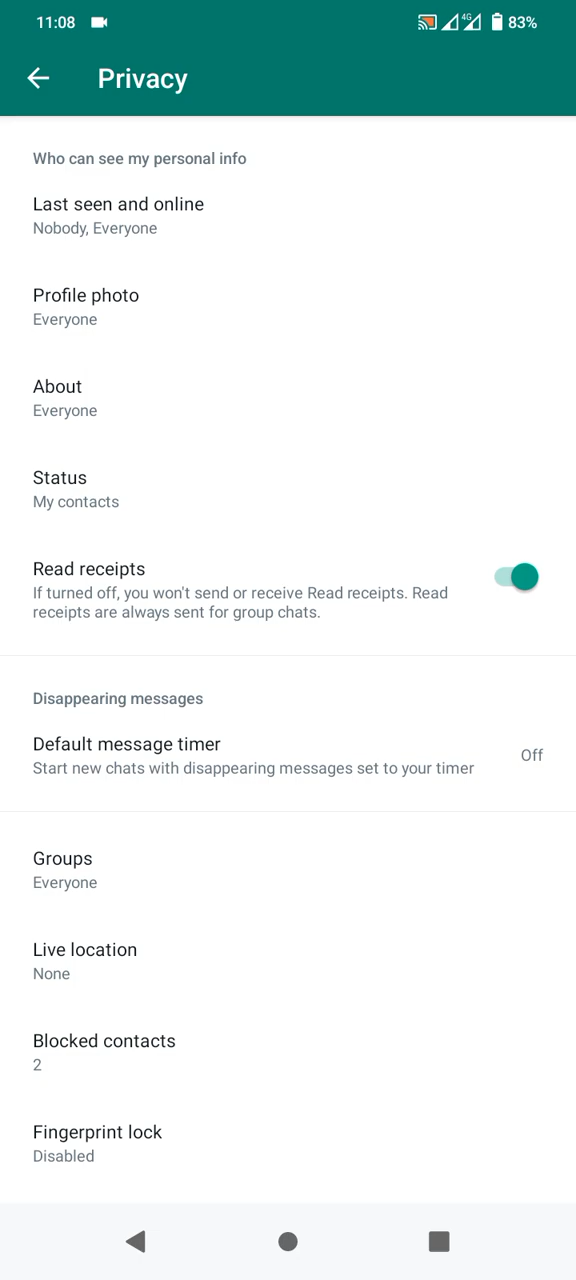 11:08 4G 83%
Privacy
Who can see my personal info
Last seen and online
Nobody, Everyone
Profile photo
Everyone
About
Everyone
Status
My contacts
Read receipts
If turned off, you won't send or receive Read receipts. Read
receipts are always sent for group chats.
Disappearing messages
Default message timer
Start new chats with disappearing messages set to your timer
Off
Groups
Everyone
Live location
None
Blocked contacts
2
Fingerprint lock
Disabled